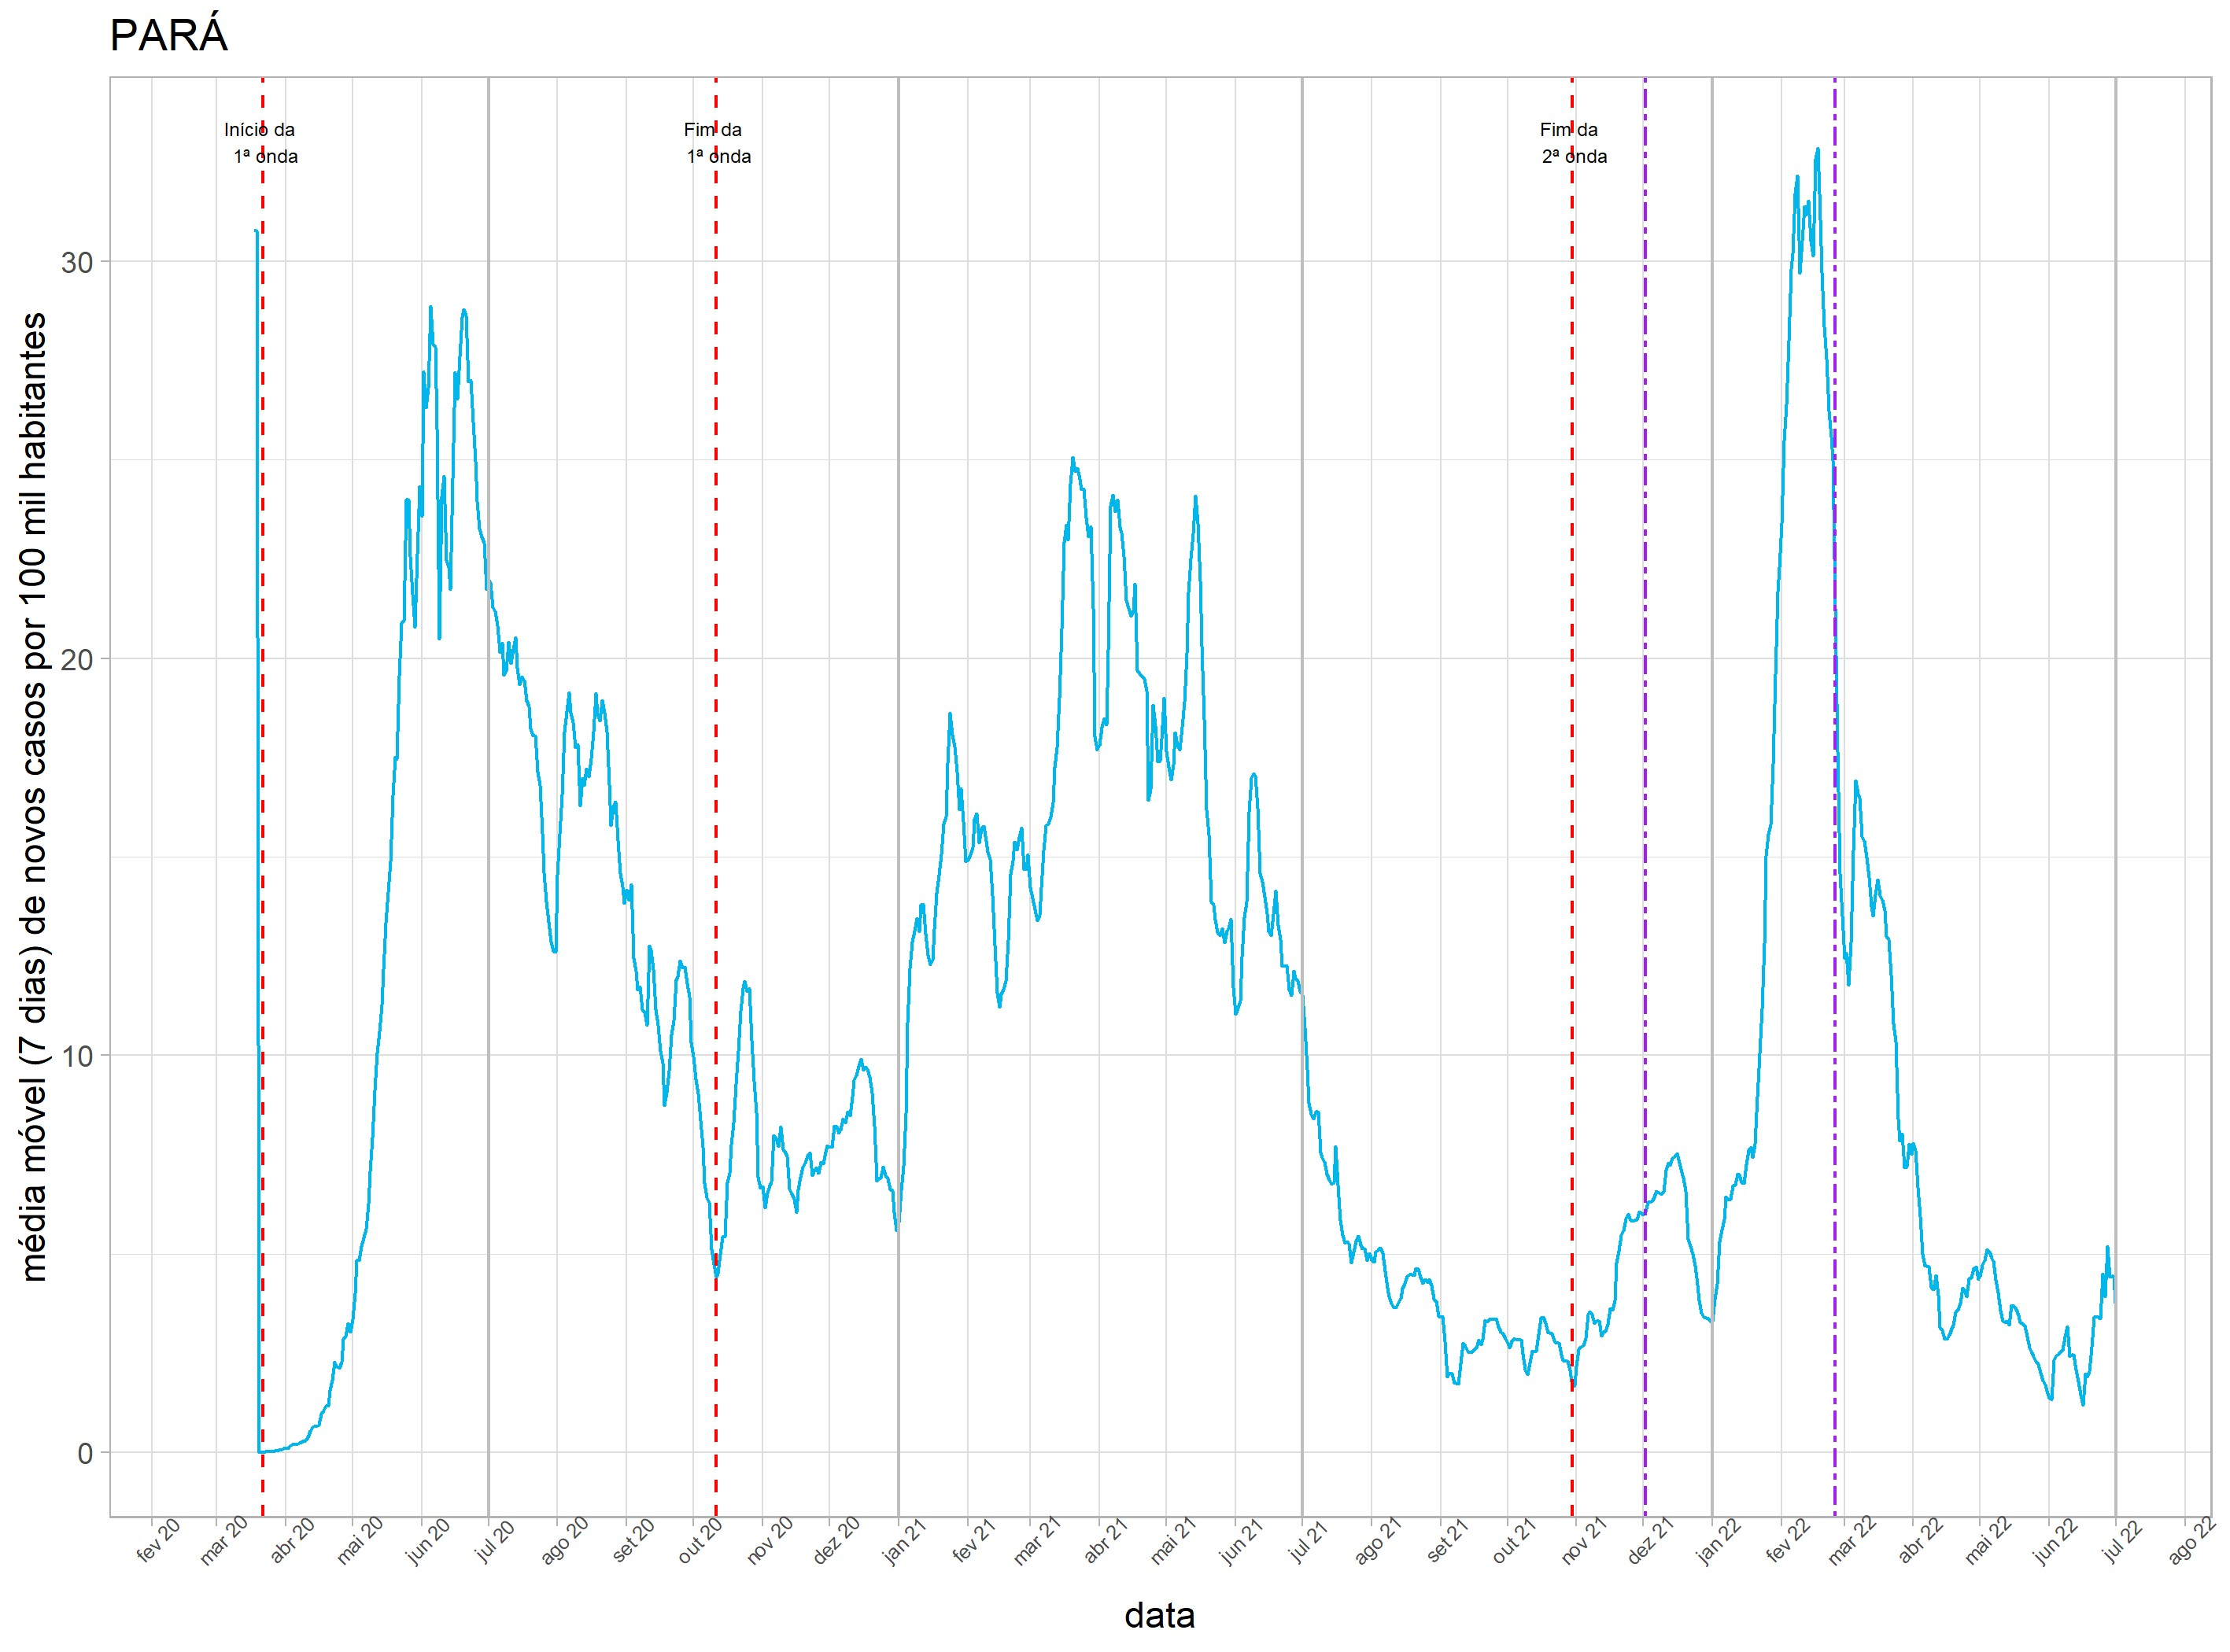 PARÁ
Início da
1ª onda
Fim da
1ª onda
Fim da
2ª onda
média móvel (7 dias) de novos casos por 100 mil habitantes
30
20
10
0
fev 20
mar 20
abr 20
mai 20
jun 20
jul 20
ago 20
set 20
out 20
nov 20
dez 20
jan 21
fev 21
mar 21
abr 21
mai 21
jun 21
jul 21
ago 21
set 21
out 21
nov 21
dez 21
jan 22
fev 22
mar 22
abr 22
mai 22
jun 22
jul 22
ago 22
data